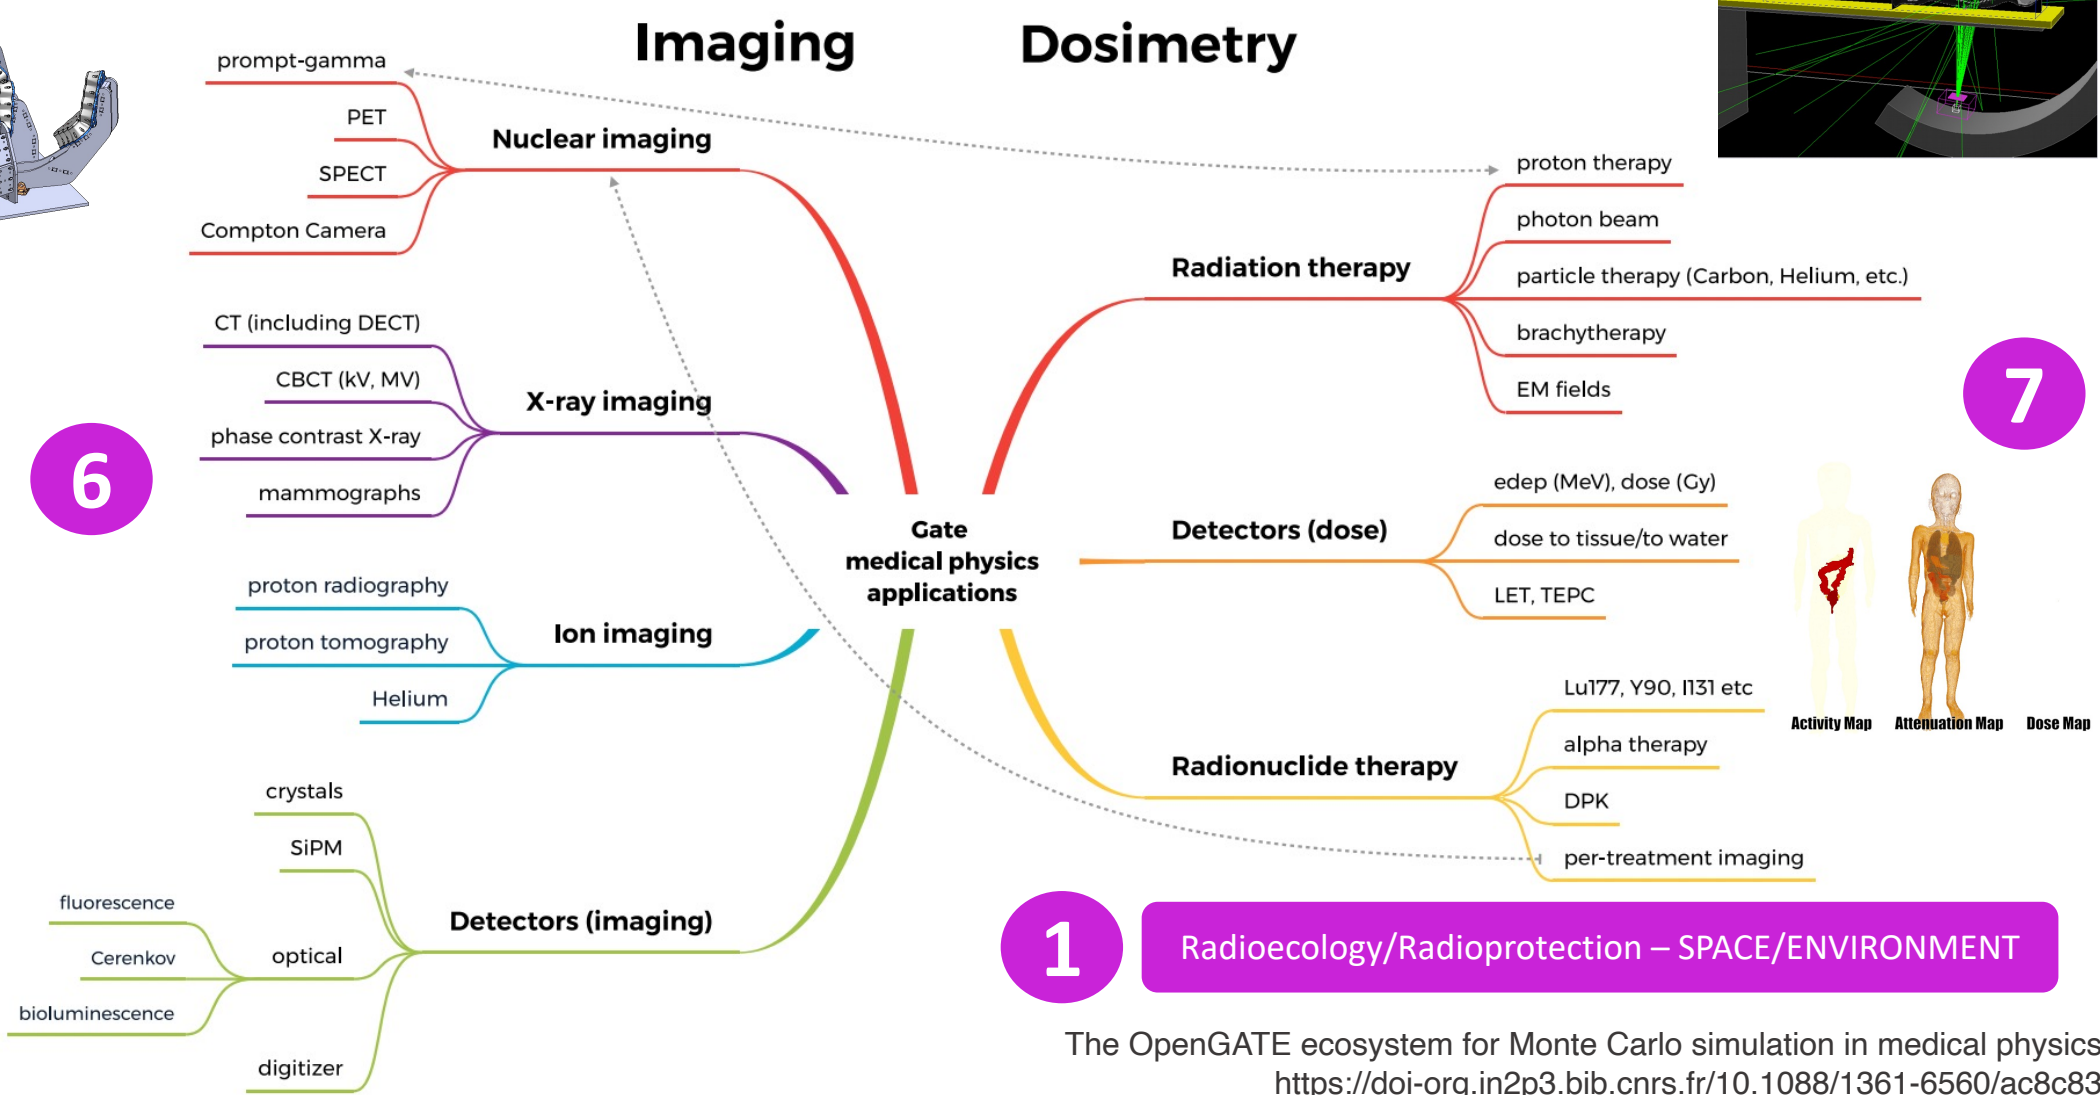 Imaging
Dosimetry
prompt-gamma
PET
SPECT
Compton Camera
Nuclear imaging
CT (including DECT)
CBCT (kV, MV)
phase contrast X-ray
mammographs
X-ray imaging
6
proton radiography
proton tomography
Helium
Ion imaging
crystals
SiPM
fluorescence
Cerenkov
bioluminescence
optical
digitizer
Detectors (imaging)
Gate
medical physics
applications
Radiation therapy
proton therapy
photon beam
particle therapy (Carbon, Helium, etc.)
brachytherapy
EM fields
7
Detectors (dose)
edep (MeV), dose (Gy)
dose to tissue/to water
LET, TEPC
Activity Map
Attenuation Map
Dose Map
Radionuclide therapy
Lu177, Y90, I131 etc
alpha therapy
DPK
per-treatment imaging
1
Radioecology/Radioprotection – SPACE/ENVIRONMENT
The OpenGATE ecosystem for Monte Carlo simulation in medical physics
https://doi-org.in2p3.bib.cnrs.fr/10.1088/1361-6560/ac8c83